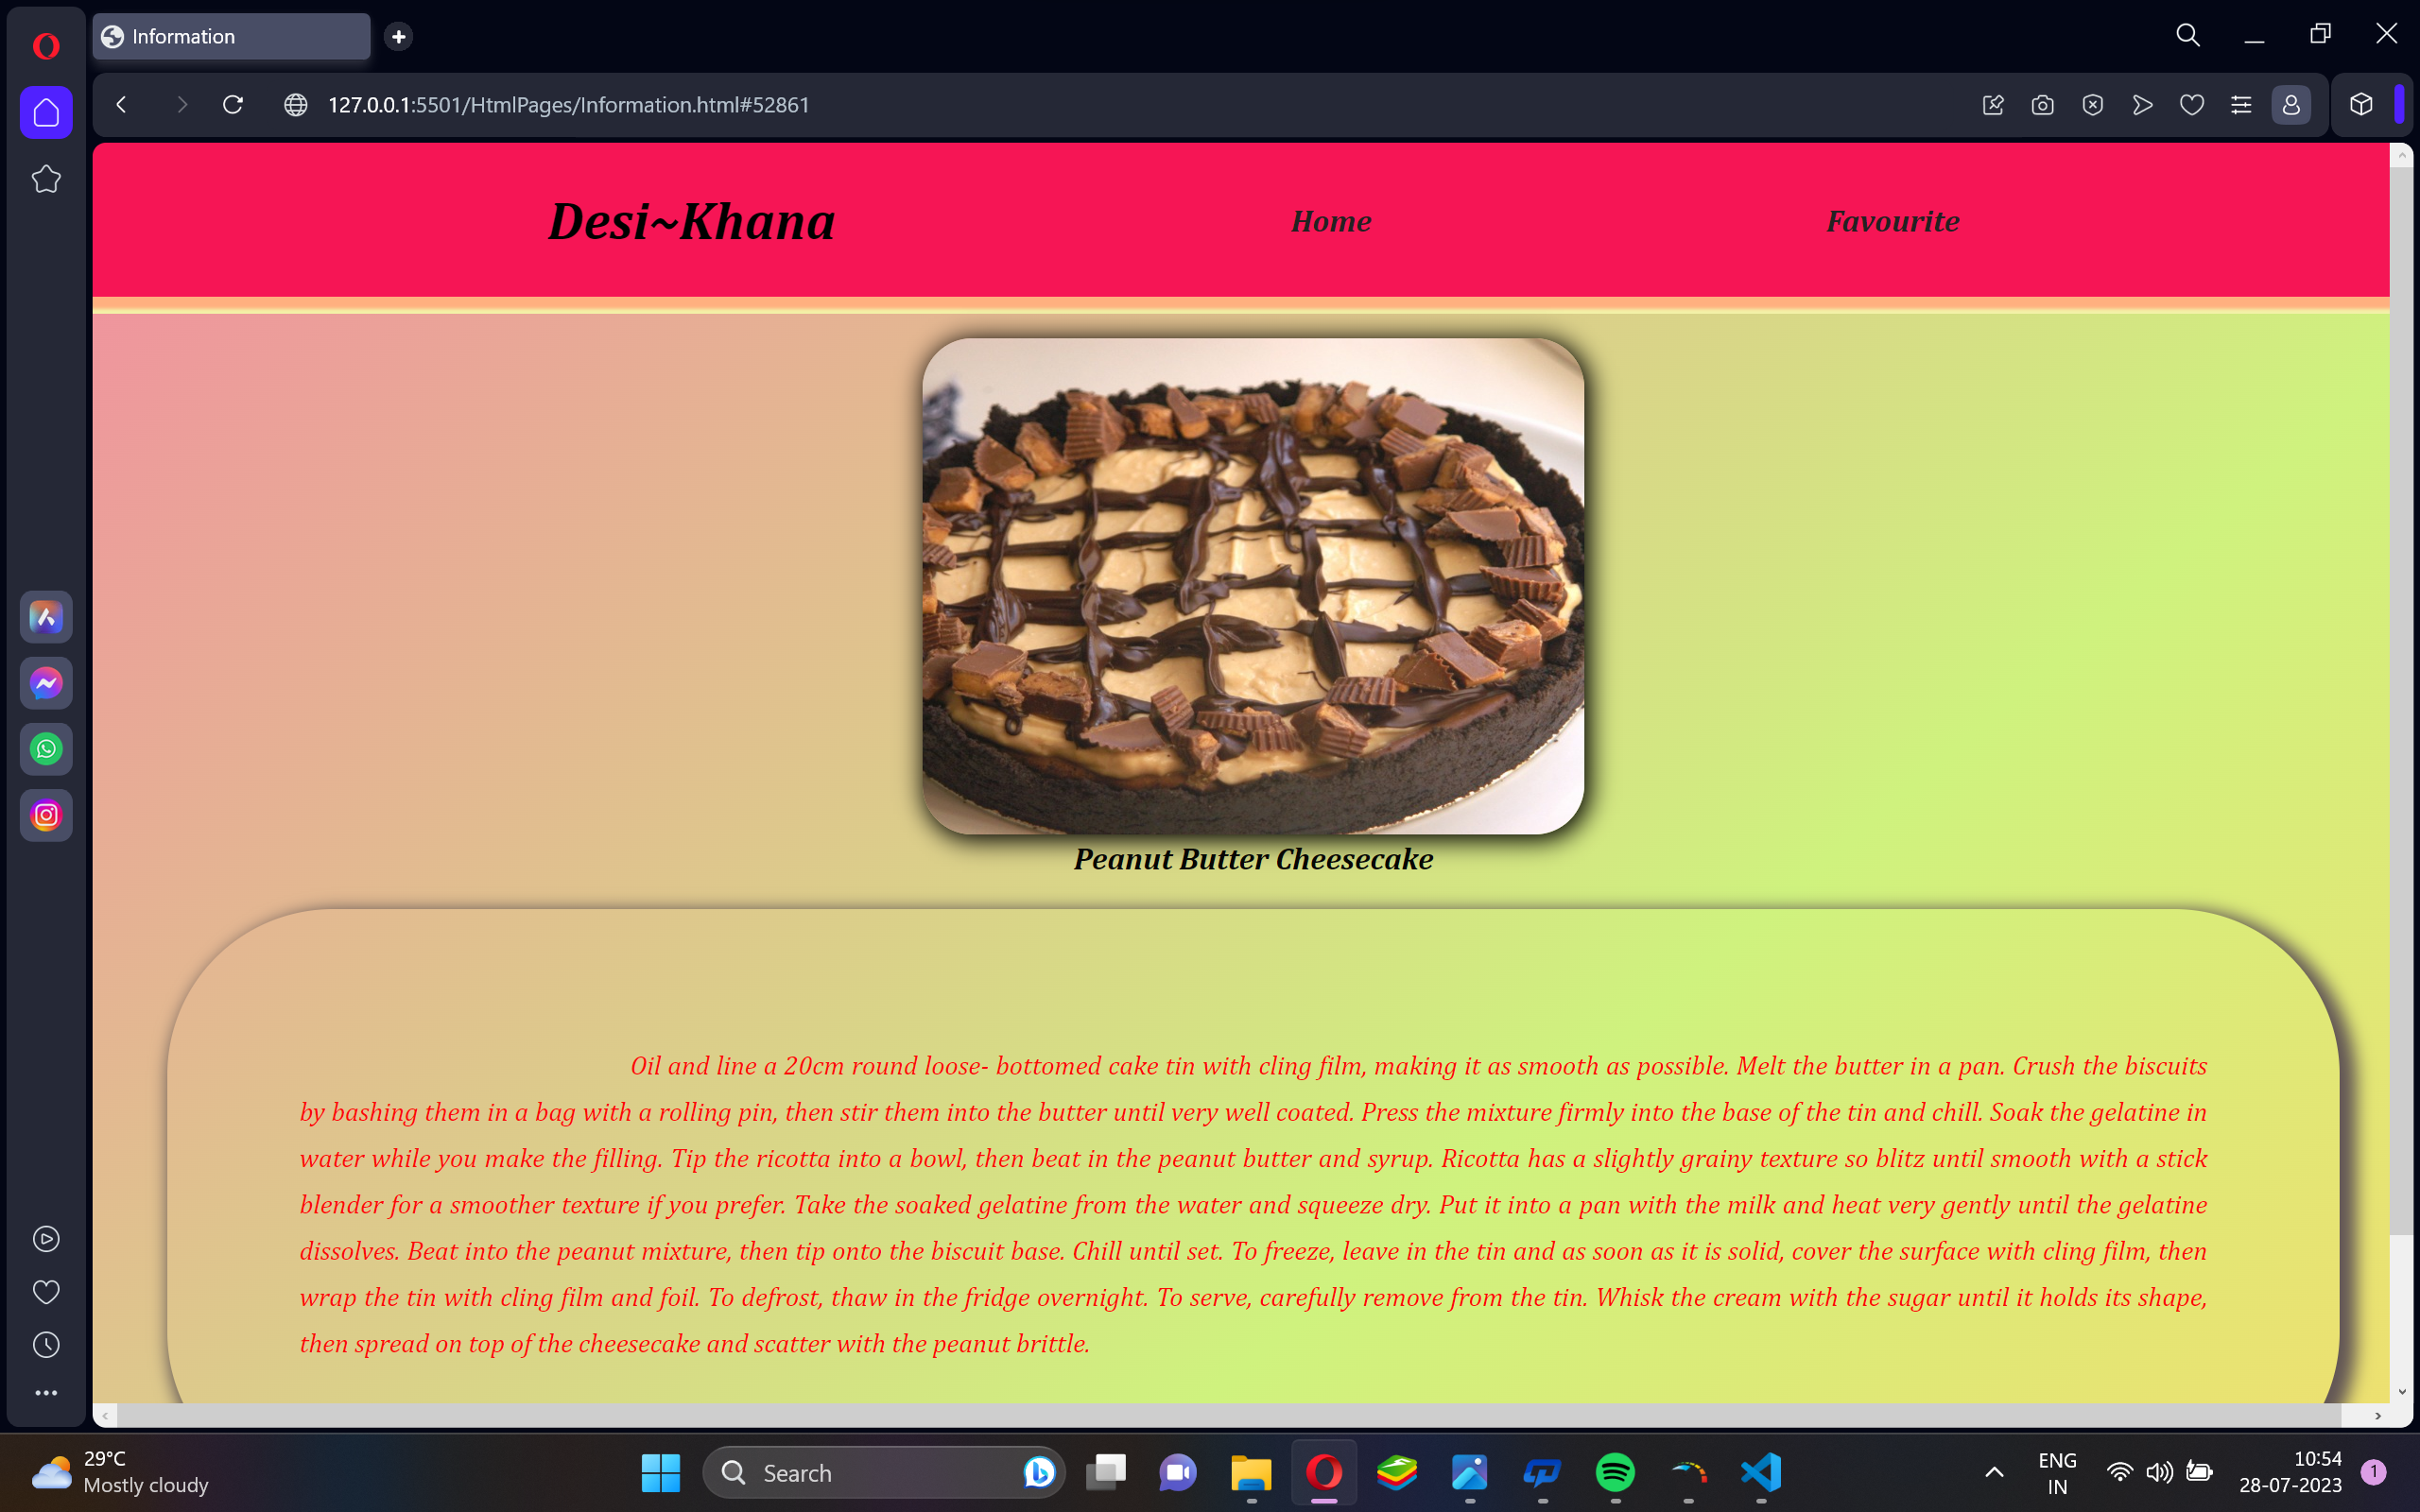 Information
127.0.0.1:5501/HtmlPages/Information.html#52861
Desi~Khana
Home
Favourite
Peanut Butter Cheesecake
Oil and line a 20cm round loose- bottomed cake tin with cling film, making it as smooth as possible. Melt the butter in a pan. Crush the biscuits
by bashing them in a bag with a rolling pin, then stir them into the butter until very well coated. Press the mixture firmly into the base of the tin and chill. Soak the gelatine in
water while you make the filling. Tip the ricotta into a bowl, then beat in the peanut butter and syrup. Ricotta has a slightly grainy texture so blitz until smooth with a stick
blender for a smoother texture if you prefer. Take the soaked gelatine from the water and squeeze dry. Put it into a pan with the milk and heat very gently until the gelatine
dissolves. Beat into the peanut mixture, then tip onto the biscuit base. Chill until set. To freeze, leave in the tin and as soon as it is solid, cover the surface with cling film, then
wrap the tin with cling film and foil. To defrost, thaw in the fridge overnight. To serve, carefully remove from the tin. Whisk the cream with the sugar until it holds its shape,
then spread on top of the cheesecake and scatter with the peanut brittle.
29°C
Mostly cloudy
Search
ENG
IN
10:54
28-07-2023
1